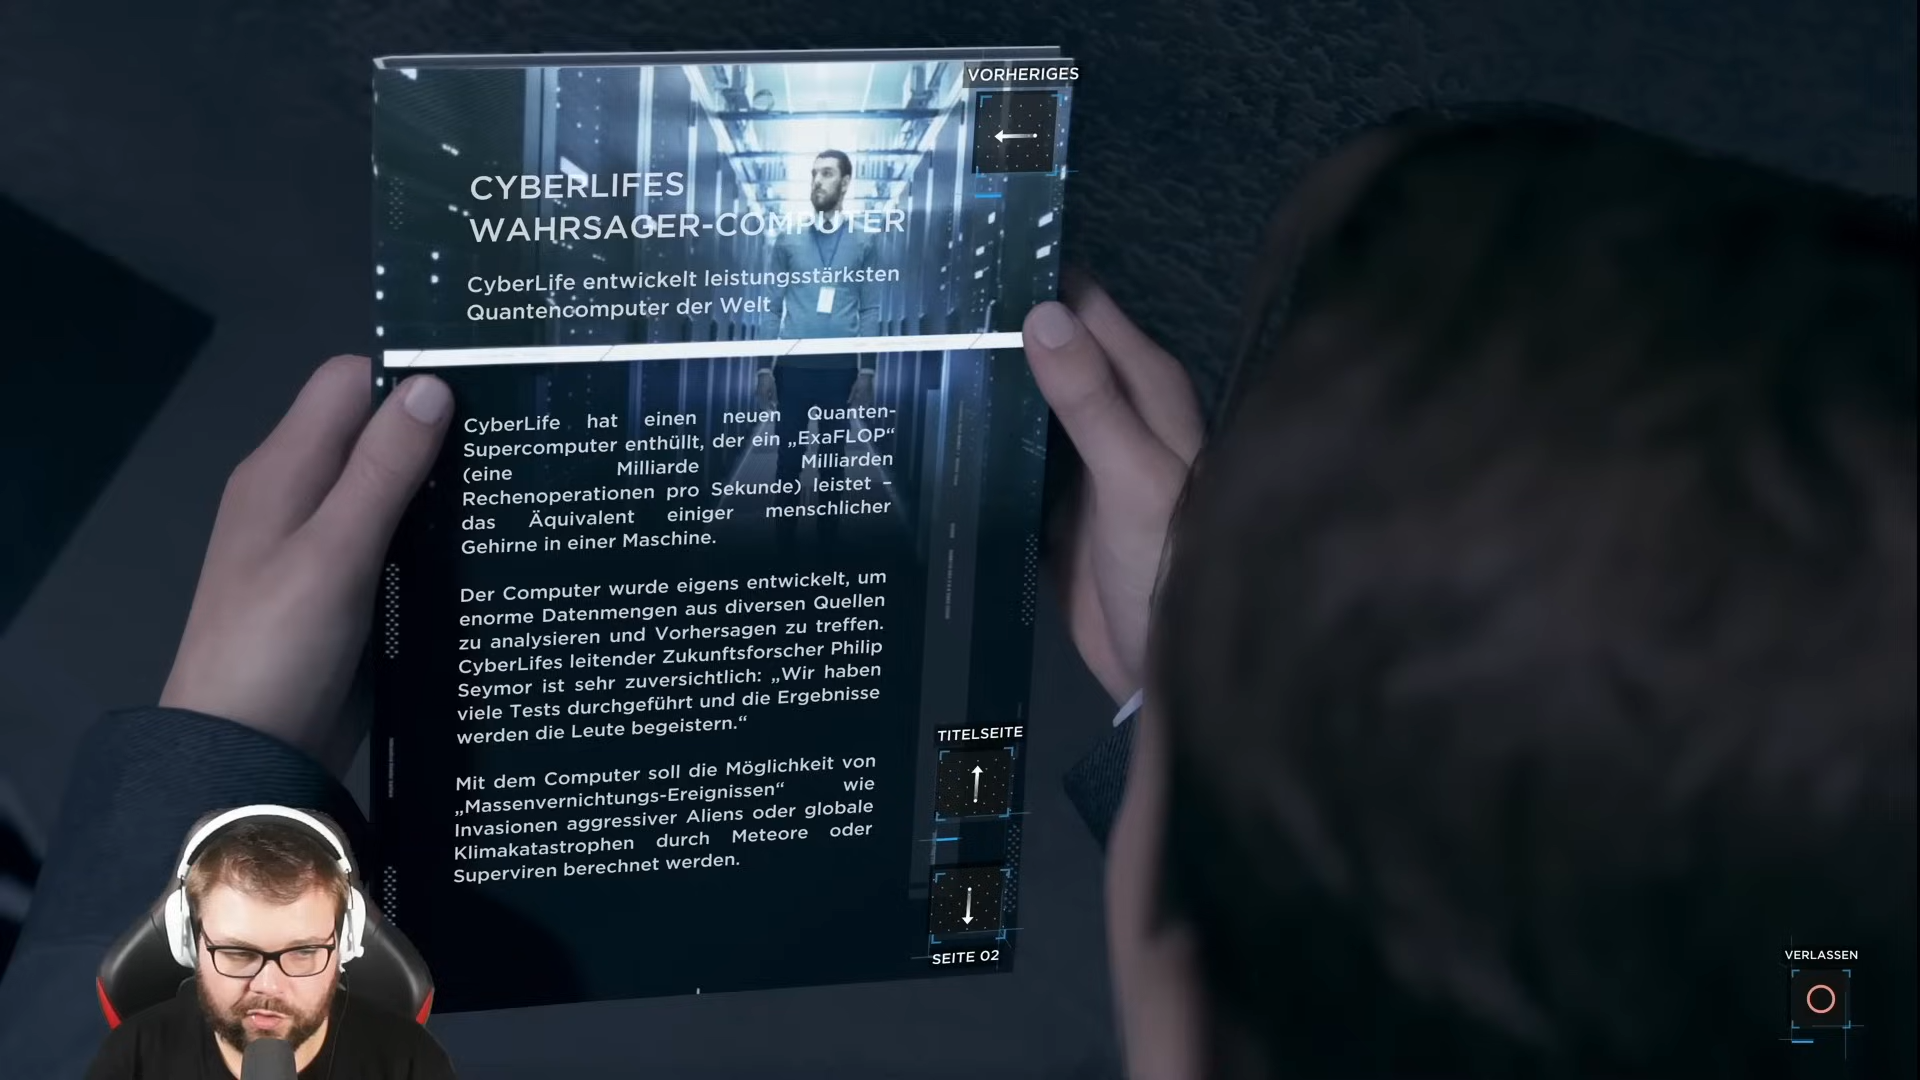 VORHERIGES
CYBERLIFES
WAHRSAGER-COMPUTER
CyberLife entwickelt leistungsstärksten
Quantencomputer der Welt
CyberLife hat einen neuen Quanten-
Supercomputer enthüllt, der ein „ExaFLOP“
(eine Milliarde Milliarden
Rechenoperationen pro Sekunde) leistet –
das Äquivalent einiger menschlicher
Gehirne in einer Maschine.
Der Computer wurde eigens entwickelt, um
enorme Datenmengen aus diversen Quellen
zu analysieren und Vorhersagen zu treffen.
CyberLifes leitender Zukunftsforscher Philip
Seymor ist sehr zuversichtlich: „Wir haben
viele Tests durchgeführt und die Ergebnisse
werden die Leute begeistern.“
Mit dem Computer soll die Möglichkeit von
„Massenvernichtungs-Ereignissen“ wie
Invasionen aggressiver Aliens oder globale
Klimakatastrophen durch Meteore oder
Superviren berechnet werden.
TITELSEITE
SEITE 02
VERLASSEN